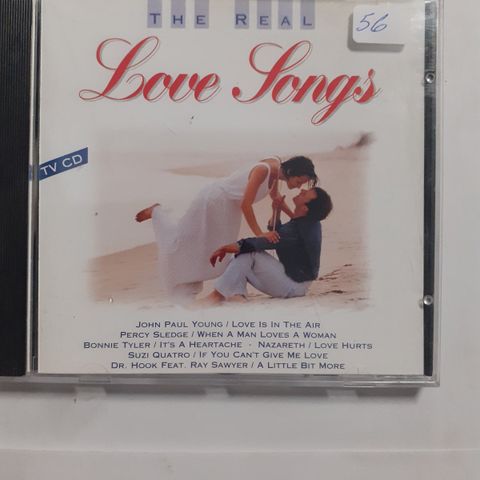 THE REAL
56
Love Songs
TV CD
JOHN PAUL YOUNG / LOVE IS IN THE AIR
PERCY SLEDGE / WHEN A MAN LOVES A WOMAN
BONNIE TYLER / IT'S A HEARTACHE · NAZARETH / LOVE HURTS
SUZI QUATRO / IF YOU CAN'T GIVE ME LOVE
DR. HOOK FEAT. RAY SAWYER / A LITTLE BIT MORE